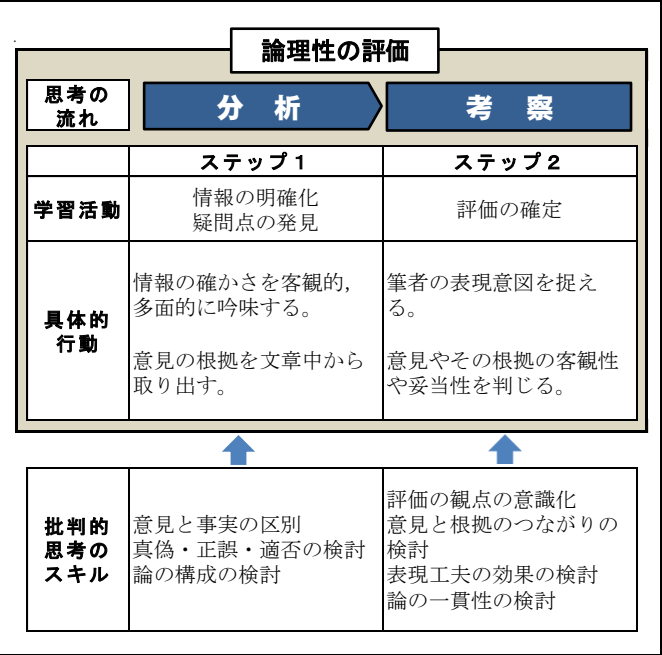 論理性の評価
思考の
流れ
分 析
考 察
ステップ1
ステップ2
学習活動
情報の明確化
疑問点の発見
評価の確定
具体的
行動
情報の確かさを客観的，
多面的に吟味する。
意見の根拠を文章中から
取り出す。
筆者の表現意図を捉え
る。
意見やその根拠の客観性
や妥当性を判じる。
批判的
思考の
スキル
意見と事実の区別
真偽・正誤・適否の検討
論の構成の検討
評価の観点の意識化
意見と根拠のつながりの
検討
表現工夫の効果の検討
論の一貫性の検討